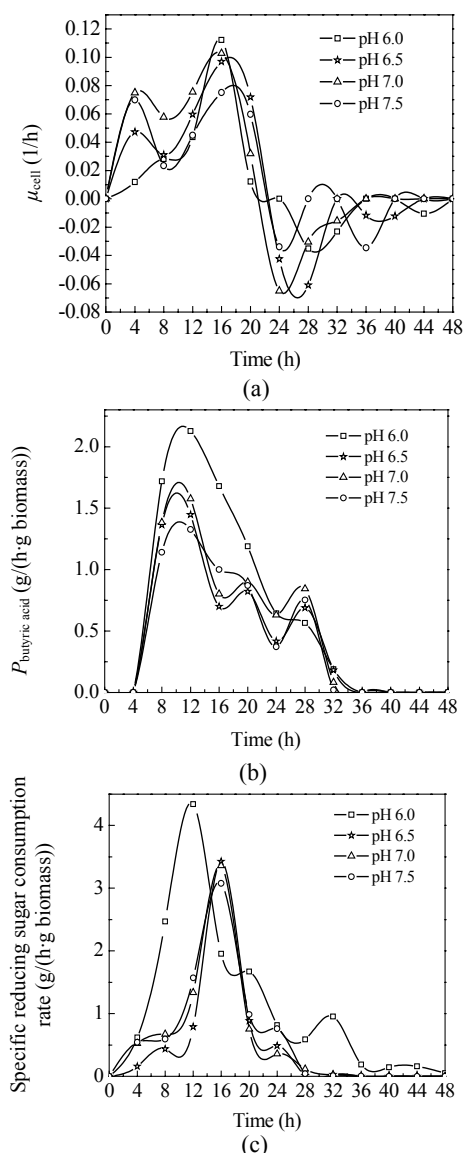 0.12
0.10
0.08
0.06
0.04
0.02
0.00
-0.02
-0.04
-0.06
-0.08
μcell (1/h)
pH 6.0
pH 6.5
pH 7.0
pH 7.5
0 4 8 12 16 20 24 28 32 36 40 44 48
Time (h)
(a)
2.0
1.5
1.0
0.5
0.0
Pbutyric acid (g/(h·g biomass))
pH 6.0
pH 6.5
pH 7.0
pH 7.5
0 4 8 12 16 20 24 28 32 36 40 44 48
Time (h)
(b)
4
3
2
1
0
Specific reducing sugar consumption
rate (g/(h·g biomass))
pH 6.0
pH 6.5
pH 7.0
pH 7.5
0 4 8 12 16 20 24 28 32 36 40 44 48
Time (h)
(c)